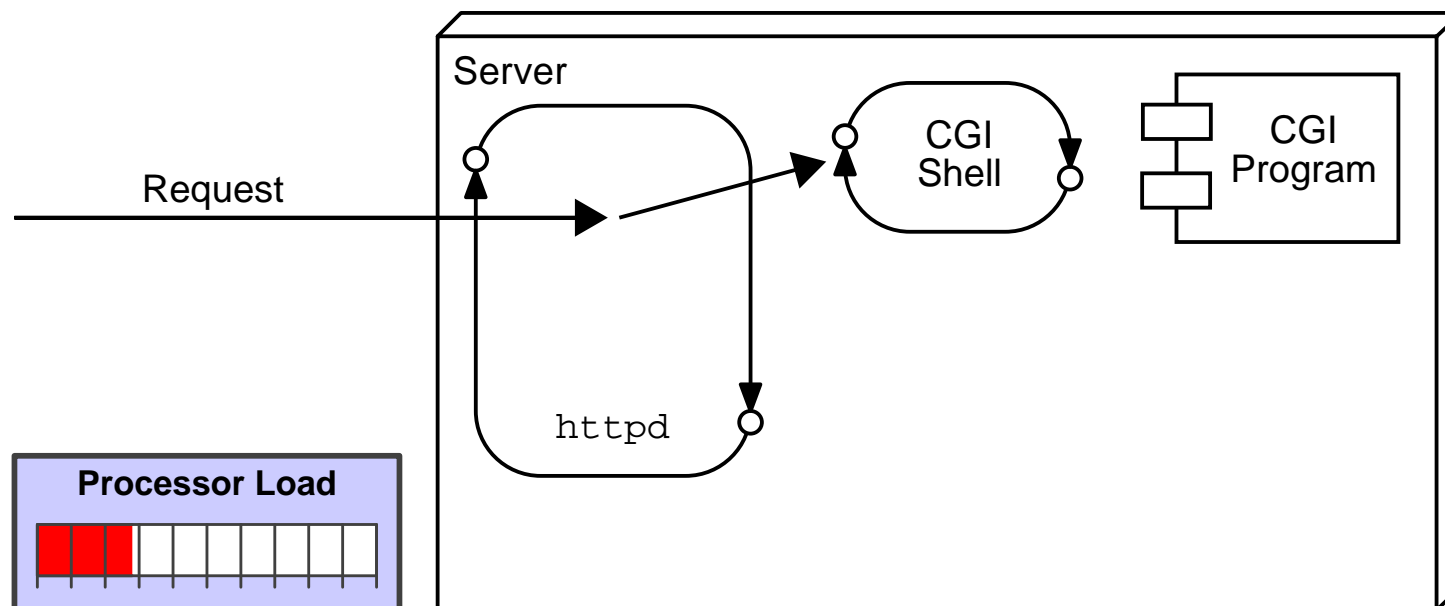 Server
Request
CGI
Shell
CGI
Program
httpd
Processor Load